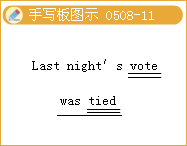 手写板图示 0508-11
Last night's vote
was tied